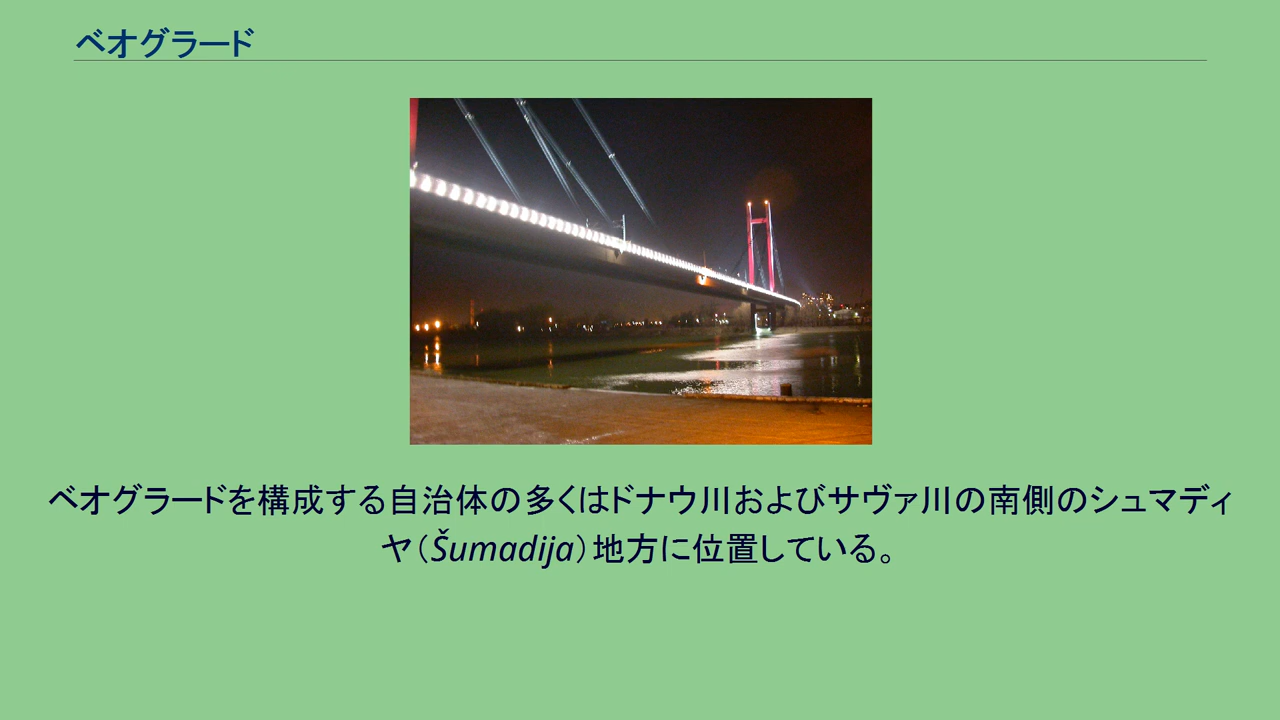 ベオグラード
ベオグラードを構成する自治体の多くはドナウ川およびサヴァ川の南側のシュマディ
ヤ（Šumadija）地方に位置している。